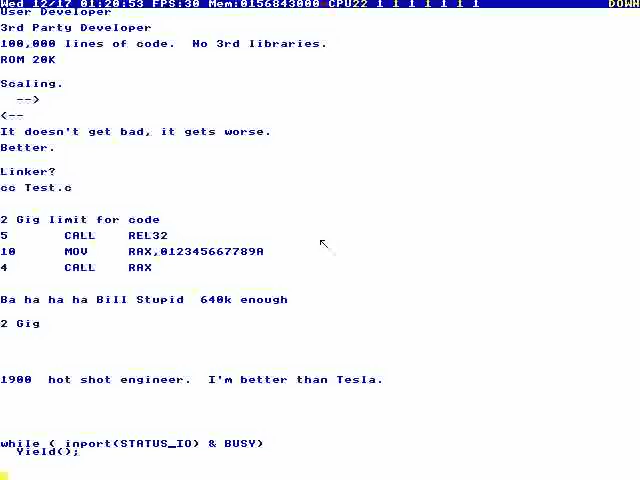 Wed 12/17 01:20:53 FPS:30 Mem:0156843000 CPU22 1 1 1 1 1 1 1 DOWN
User Developer
3rd Party Developer
100,000 lines of code.  No 3rd libraries.
ROM 20K
Scaling.
-->
<--
It doesn't get bad, it gets worse.
Better.
Linker?
cc Test.c
2 Gig limit for code
5 CALL REL32
10 MOV RAX,012345667789A
4 CALL RAX
Ba ha ha ha Bill Stupid  640k enough
2 Gig
1900  hot shot engineer.  I'm better than Tesla.
while ( inport(STATUS_IO) & BUSY)
Yield();